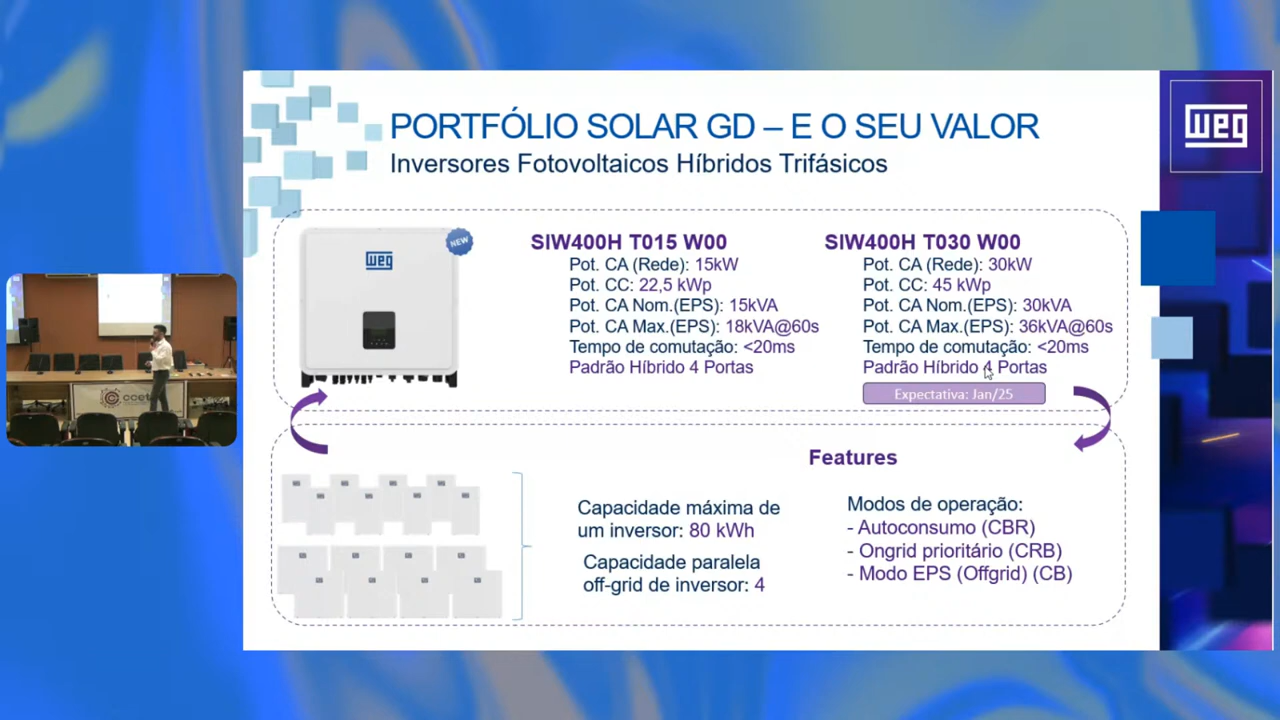 PORTFÓLIO SOLAR GD – E O SEU VALOR
Inversores Fotovoltaicos Híbridos Trifásicos
weg
weg
NEW
SIW400H T015 W00
Pot. CA (Rede): 15kW
Pot. CC: 22,5 kWp
Pot. CA Nom.(EPS): 15kVA
Pot. CA Max.(EPS): 18kVA@60s
Tempo de comutação: <20ms
Padrão Híbrido 4 Portas
SIW400H T030 W00
Pot. CA (Rede): 30kW
Pot. CC: 45 kWp
Pot. CA Nom.(EPS): 30kVA
Pot. CA Max.(EPS): 36kVA@60s
Tempo de comutação: <20ms
Padrão Híbrido 4 Portas
Expectativa: Jan/25
Capacidade máxima de
um inversor: 80 kWh
Capacidade paralela
off-grid de inversor: 4
Features
Modos de operação:
- Autoconsumo (CBR)
- Ongrid prioritário (CRB)
- Modo EPS (Offgrid) (CB)